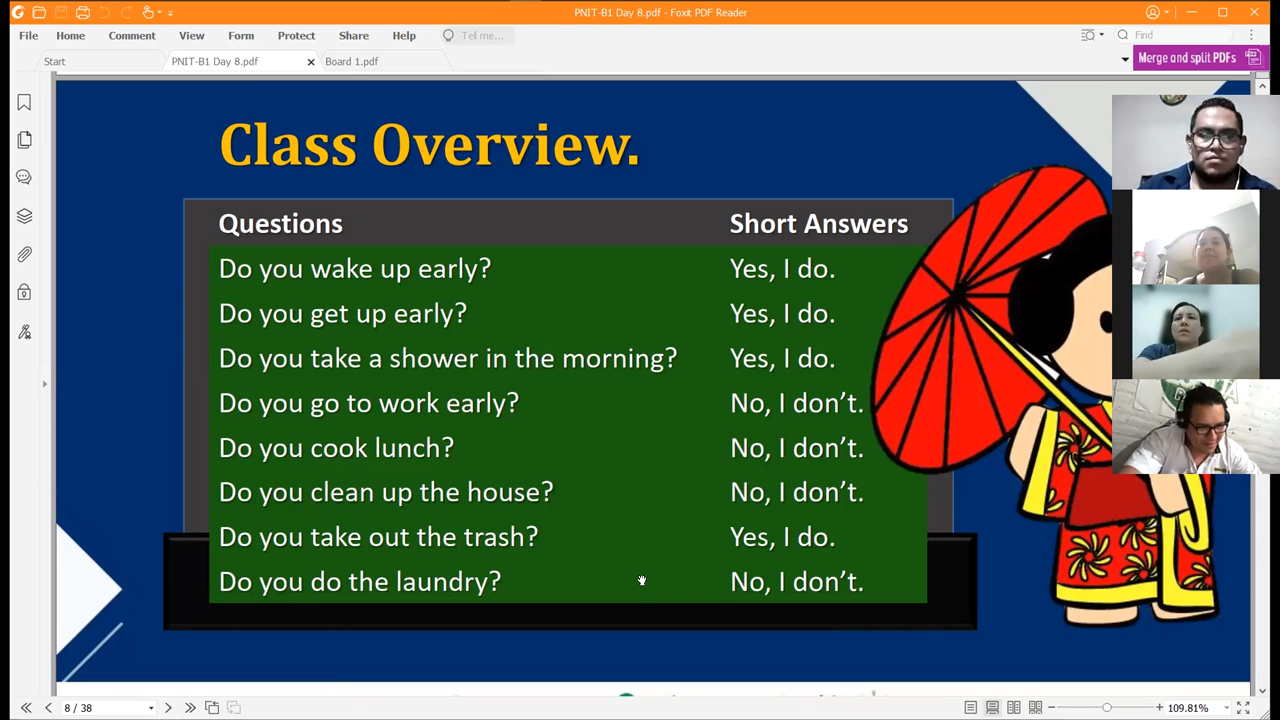 PNIT-B1 Day 8.pdf - Foxit PDF Reader
File Home Comment View Form Protect Share Help Tell me... Find
Start PNIT-B1 Day 8.pdf Board 1.pdf Merge and split PDFs
Class Overview.
Questions Short Answers
Do you wake up early? Yes, I do.
Do you get up early? Yes, I do.
Do you take a shower in the morning? Yes, I do.
Do you go to work early? No, I don’t.
Do you cook lunch? No, I don’t.
Do you clean up the house? No, I don’t.
Do you take out the trash? Yes, I do.
Do you do the laundry? No, I don’t.
8 / 38 109.81%